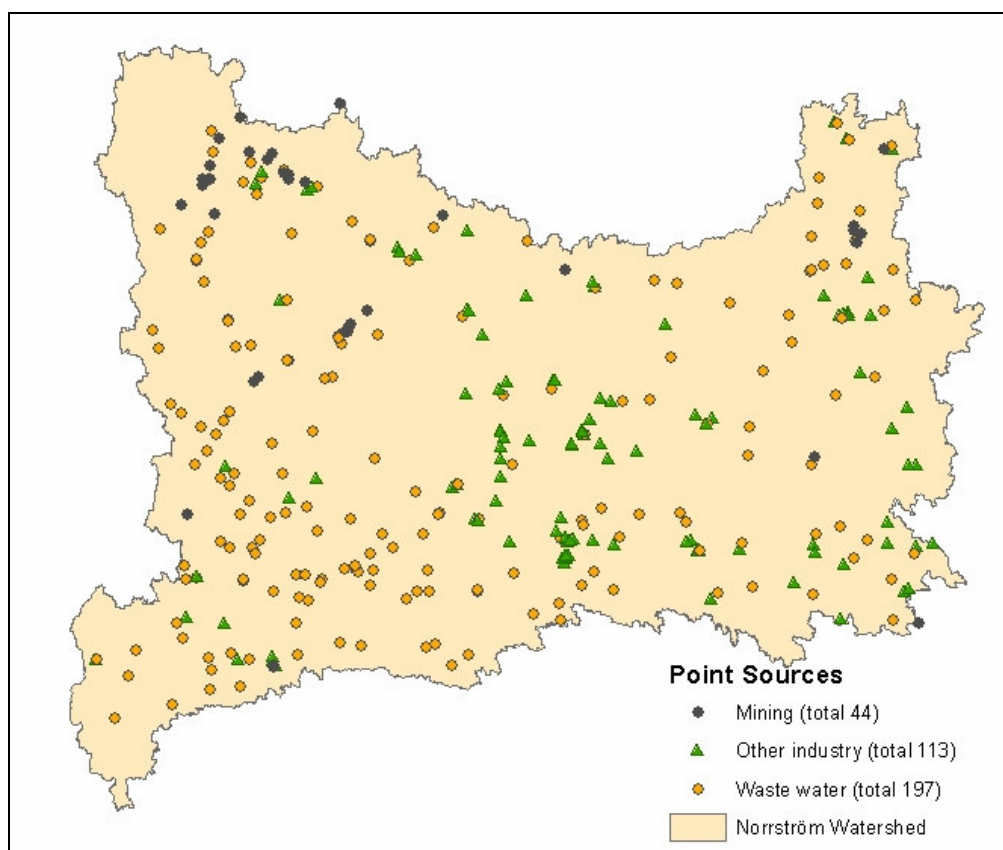 Point Sources
Mining (total 44)
Other industry (total 113)
Waste water (total 197)
Norrström Watershed